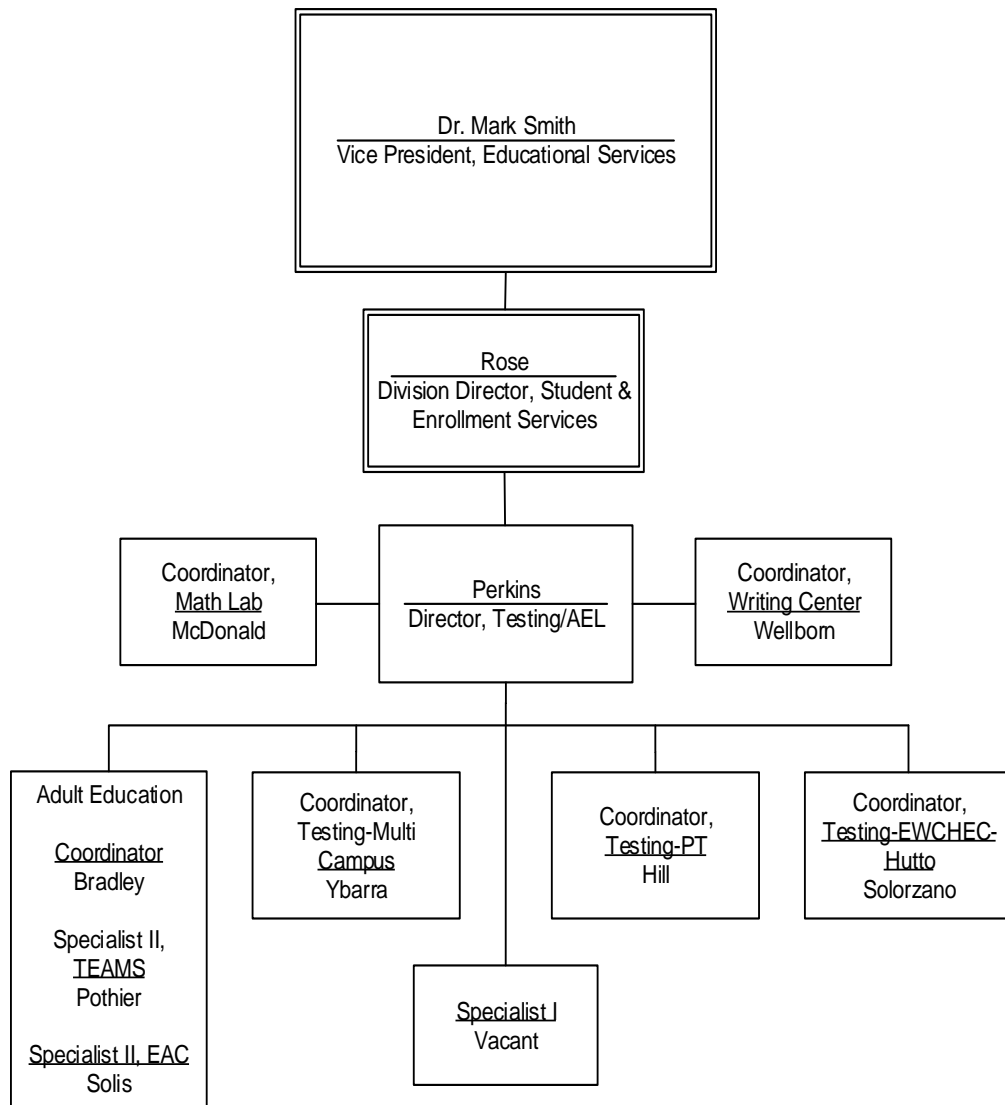 Dr. Mark Smith
Vice President, Educational Services
Rose
Division Director, Student &
Enrollment Services
Coordinator,
Math Lab
McDonald
Perkins
Director, Testing/AEL
Coordinator,
Writing Center
Wellborn
Adult Education
Coordinator
Bradley
Specialist II,
TEAMS
Pothier
Specialist II, EAC
Solis
Coordinator,
Testing-Multi
Campus
Ybarra
Coordinator,
Testing-PT
Hill
Coordinator,
Testing-EWCHEC-
Hutto
Solorzano
Specialist I
Vacant